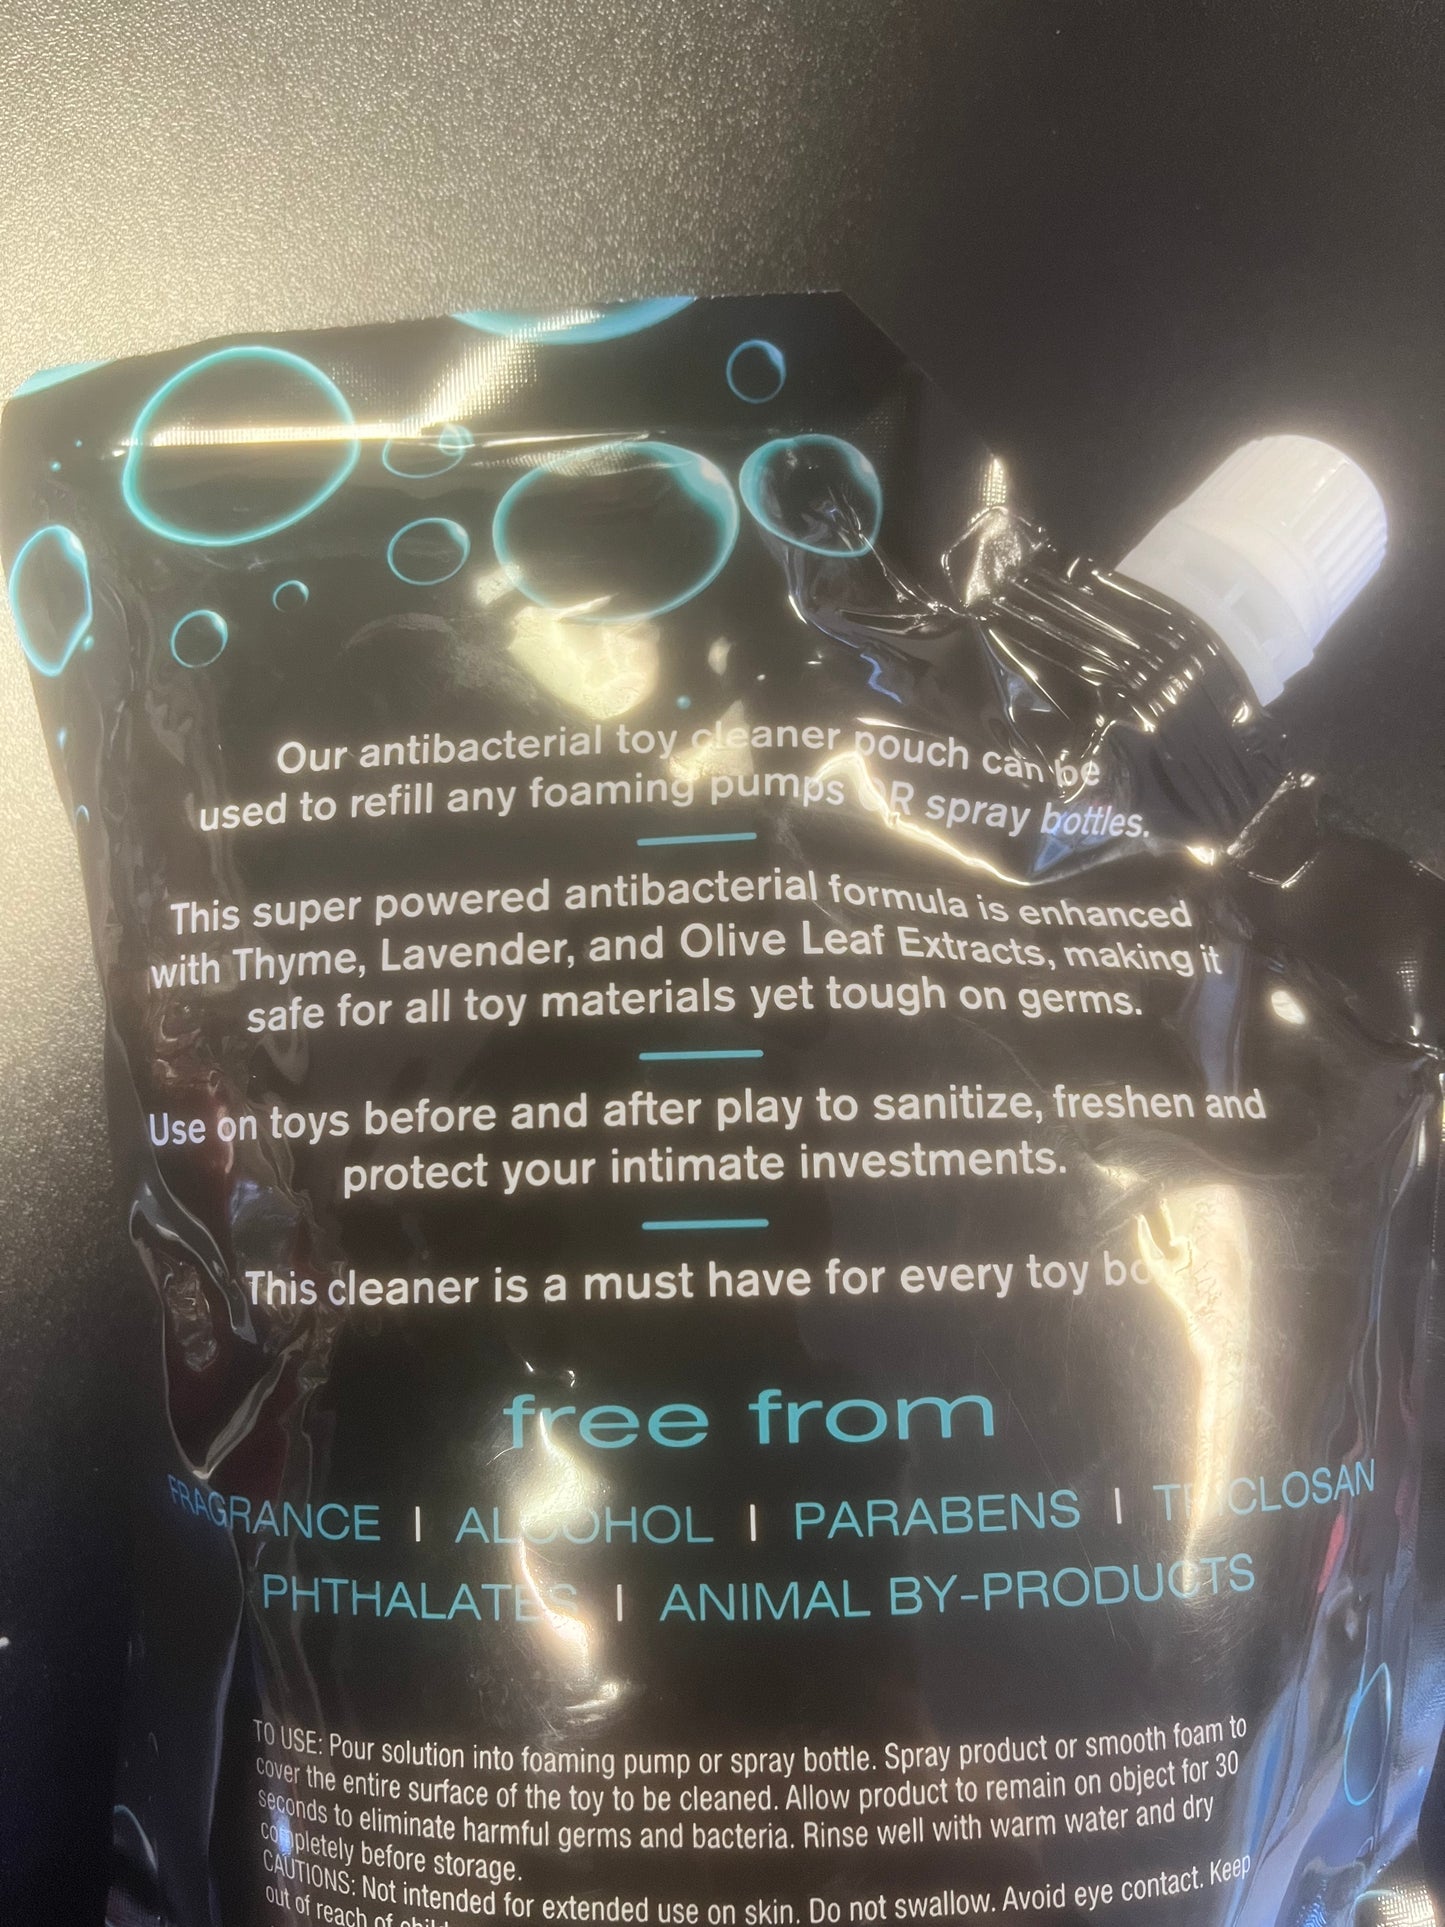 Our antibacterial toy cleaner pouch can be
used to refill any foaming pumps OR spray bottles.
This super powered antibacterial formula is enhanced
with Thyme, Lavender, and Olive Leaf Extracts, making it
safe for all toy materials yet tough on germs.
Use on toys before and after play to sanitize, freshen and
protect your intimate investments.
This cleaner is a must have for every toy
free from
FRAGRANCE | ALCOHOL | PARABENS | TRICLOSAN
PHTHALATES | ANIMAL BY-PRODUCTS
TO USE: Pour solution into foaming pump or spray bottle. Spray product or smooth foam to
cover the entire surface of the toy to be cleaned. Allow product to remain on object for 30
seconds to eliminate harmful germs and bacteria. Rinse well with warm water and dry
completely before storage.
CAUTIONS: Not intended for extended use on skin. Do not swallow. Avoid eye contact. Keep
out of reach of